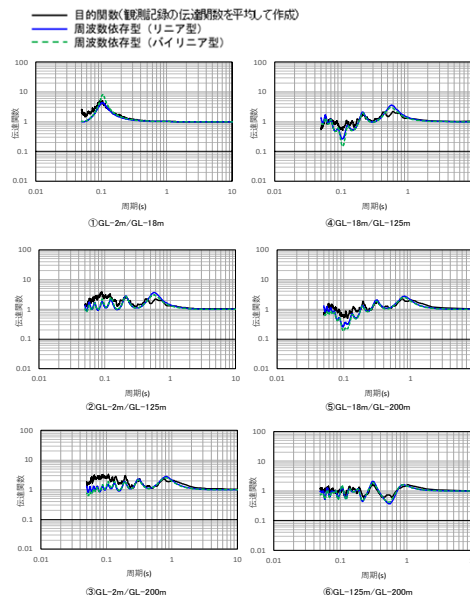 目的関数(観測記録の伝達関数を平均して作成)
周波数依存型（リニア型）
周波数依存型（バイリニア型）
100
10
1
0.1
0.01
伝達関数
0.01 0.1 1 10
周期(s)
①GL-2m/GL-18m
100
10
1
0.1
0.01
伝達関数
0.01 0.1 1
周期(s)
④GL-18m/GL-125m
100
10
1
0.1
0.01
伝達関数
0.01 0.1 1 10
周期(s)
②GL-2m/GL-125m
100
10
1
0.1
0.01
伝達関数
0.01 0.1 1
周期(s)
⑤GL-18m/GL-200m
100
10
1
0.1
0.01
伝達関数
0.01 0.1 1 10
周期(s)
③GL-2m/GL-200m
100
10
1
0.1
0.01
伝達関数
0.01 0.1 1
周期(s)
⑥GL-125m/GL-200m